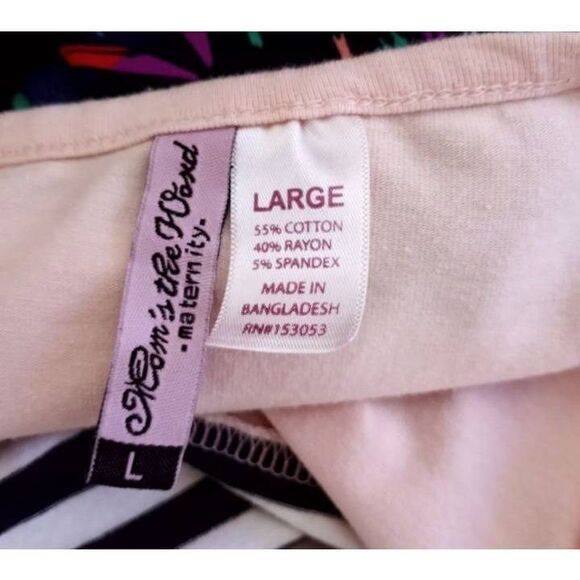 Mom's the Word
. maternity.
L
LARGE
55% COTTON
40% RAYON
5% SPANDEX
MADE IN
BANGLADESH
RN#153053